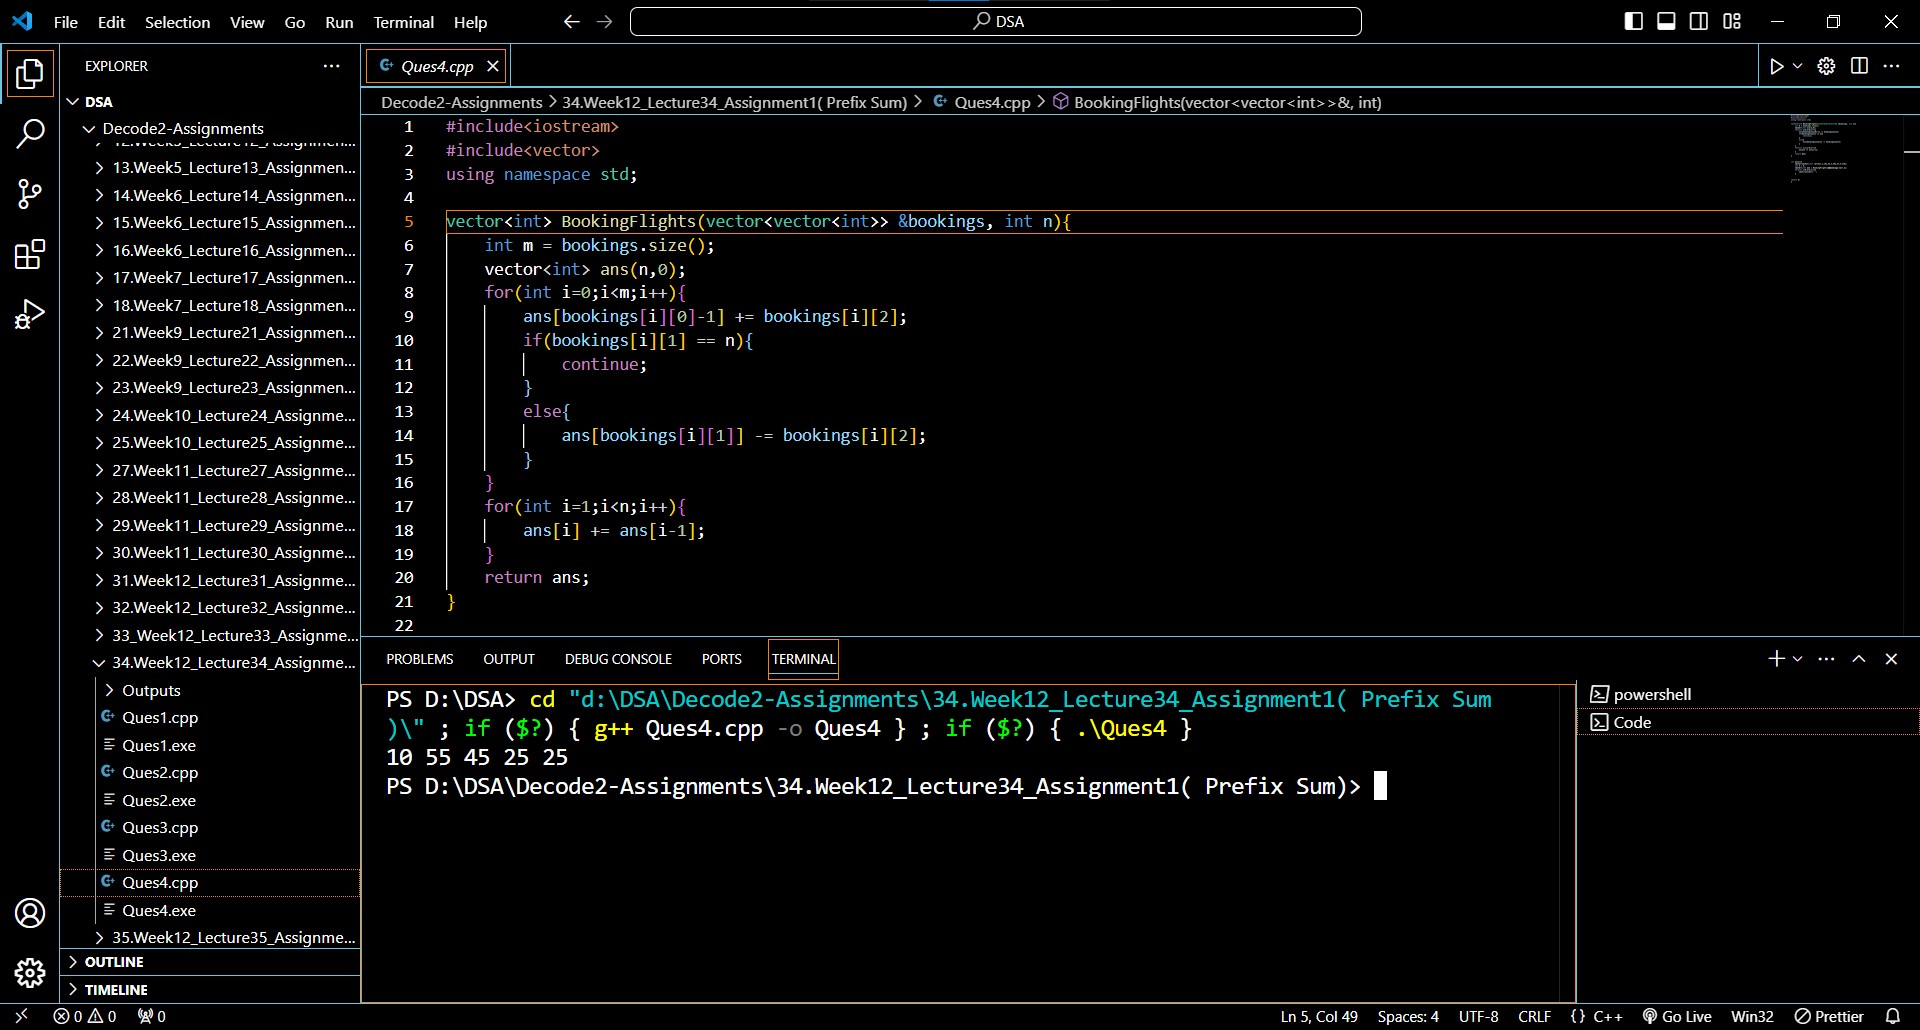 File Edit Selection View Go Run Terminal Help
DSA
EXPLORER
DSA
Decode2-Assignments
13.Week5_Lecture13_Assignmen...
14.Week6_Lecture14_Assignmen...
15.Week6_Lecture15_Assignmen...
16.Week6_Lecture16_Assignmen...
17.Week7_Lecture17_Assignmen...
18.Week7_Lecture18_Assignmen...
21.Week9_Lecture21_Assignmen...
22.Week9_Lecture22_Assignmen...
23.Week9_Lecture23_Assignmen...
24.Week10_Lecture24_Assignme...
25.Week10_Lecture25_Assignme...
27.Week11_Lecture27_Assignme...
28.Week11_Lecture28_Assignme...
29.Week11_Lecture29_Assignme...
30.Week11_Lecture30_Assignme...
31.Week12_Lecture31_Assignme...
32.Week12_Lecture32_Assignme...
33_Week12_Lecture33_Assignme...
34.Week12_Lecture34_Assignme...
Outputs
Ques1.cpp
Ques1.exe
Ques2.cpp
Ques2.exe
Ques3.cpp
Ques3.exe
Ques4.cpp
Ques4.exe
35.Week12_Lecture35_Assignme...
OUTLINE
TIMELINE
Ques4.cpp
Decode2-Assignments > 34.Week12_Lecture34_Assignment1( Prefix Sum) > Ques4.cpp > BookingFlights(vector<vector<int>>&, int)
1 #include<iostream>
2 #include<vector>
3 using namespace std;
4
5 vector<int> BookingFlights(vector<vector<int>> &bookings, int n){
6 int m = bookings.size();
7 vector<int> ans(n,0);
8 for(int i=0;i<m;i++){
9 ans[bookings[i][0]-1] += bookings[i][2];
10 if(bookings[i][1] == n){
11 continue;
12 }
13 else{
14 ans[bookings[i][1]] -= bookings[i][2];
15 }
16 }
17 for(int i=1;i<n;i++){
18 ans[i] += ans[i-1];
19 }
20 return ans;
21 }
22
PROBLEMS OUTPUT DEBUG CONSOLE PORTS TERMINAL
PS D:\DSA> cd "d:\DSA\Decode2-Assignments\34.Week12_Lecture34_Assignment1( Prefix Sum
)\" ; if ($?) { g++ Ques4.cpp -o Ques4 } ; if ($?) { .\Ques4 }
10 55 45 25 25
PS D:\DSA\Decode2-Assignments\34.Week12_Lecture34_Assignment1( Prefix Sum)>
powershell
Code
0 0 0 Ln 5, Col 49 Spaces: 4 UTF-8 CRLF {} C++ Go Live Win32 Prettier